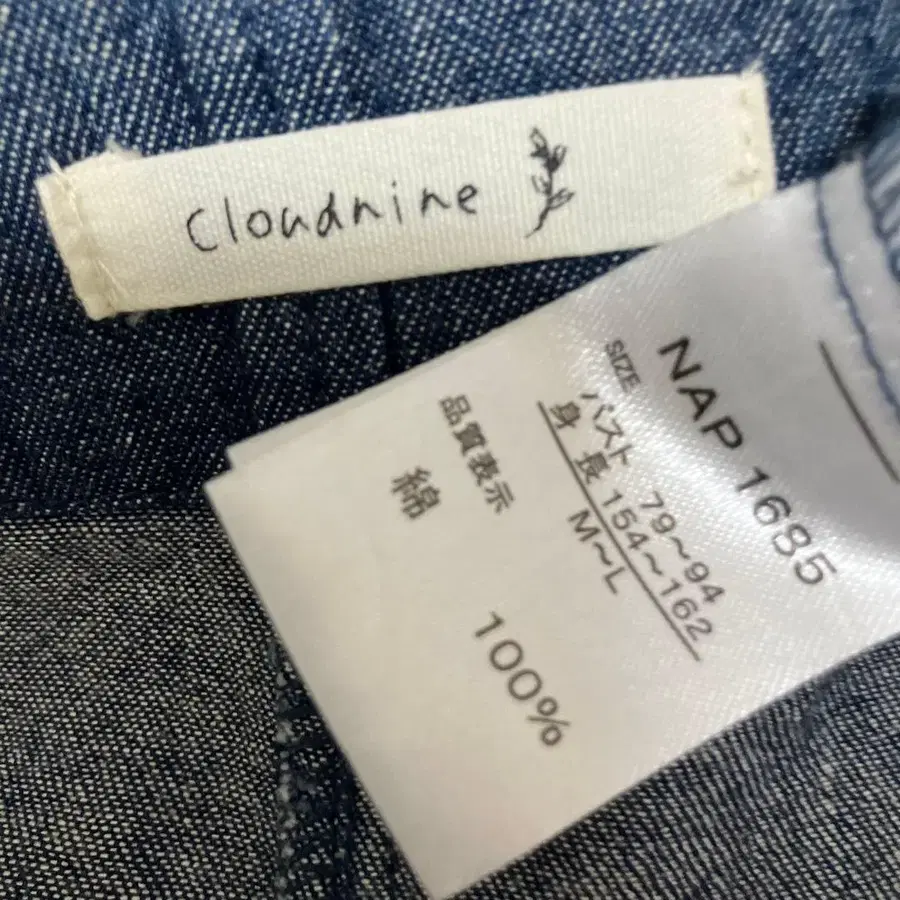 cloudnine
NAP 1685
SIZE
バスト 79〜94
身長 154〜162
M〜L
品質表示
綿 100%